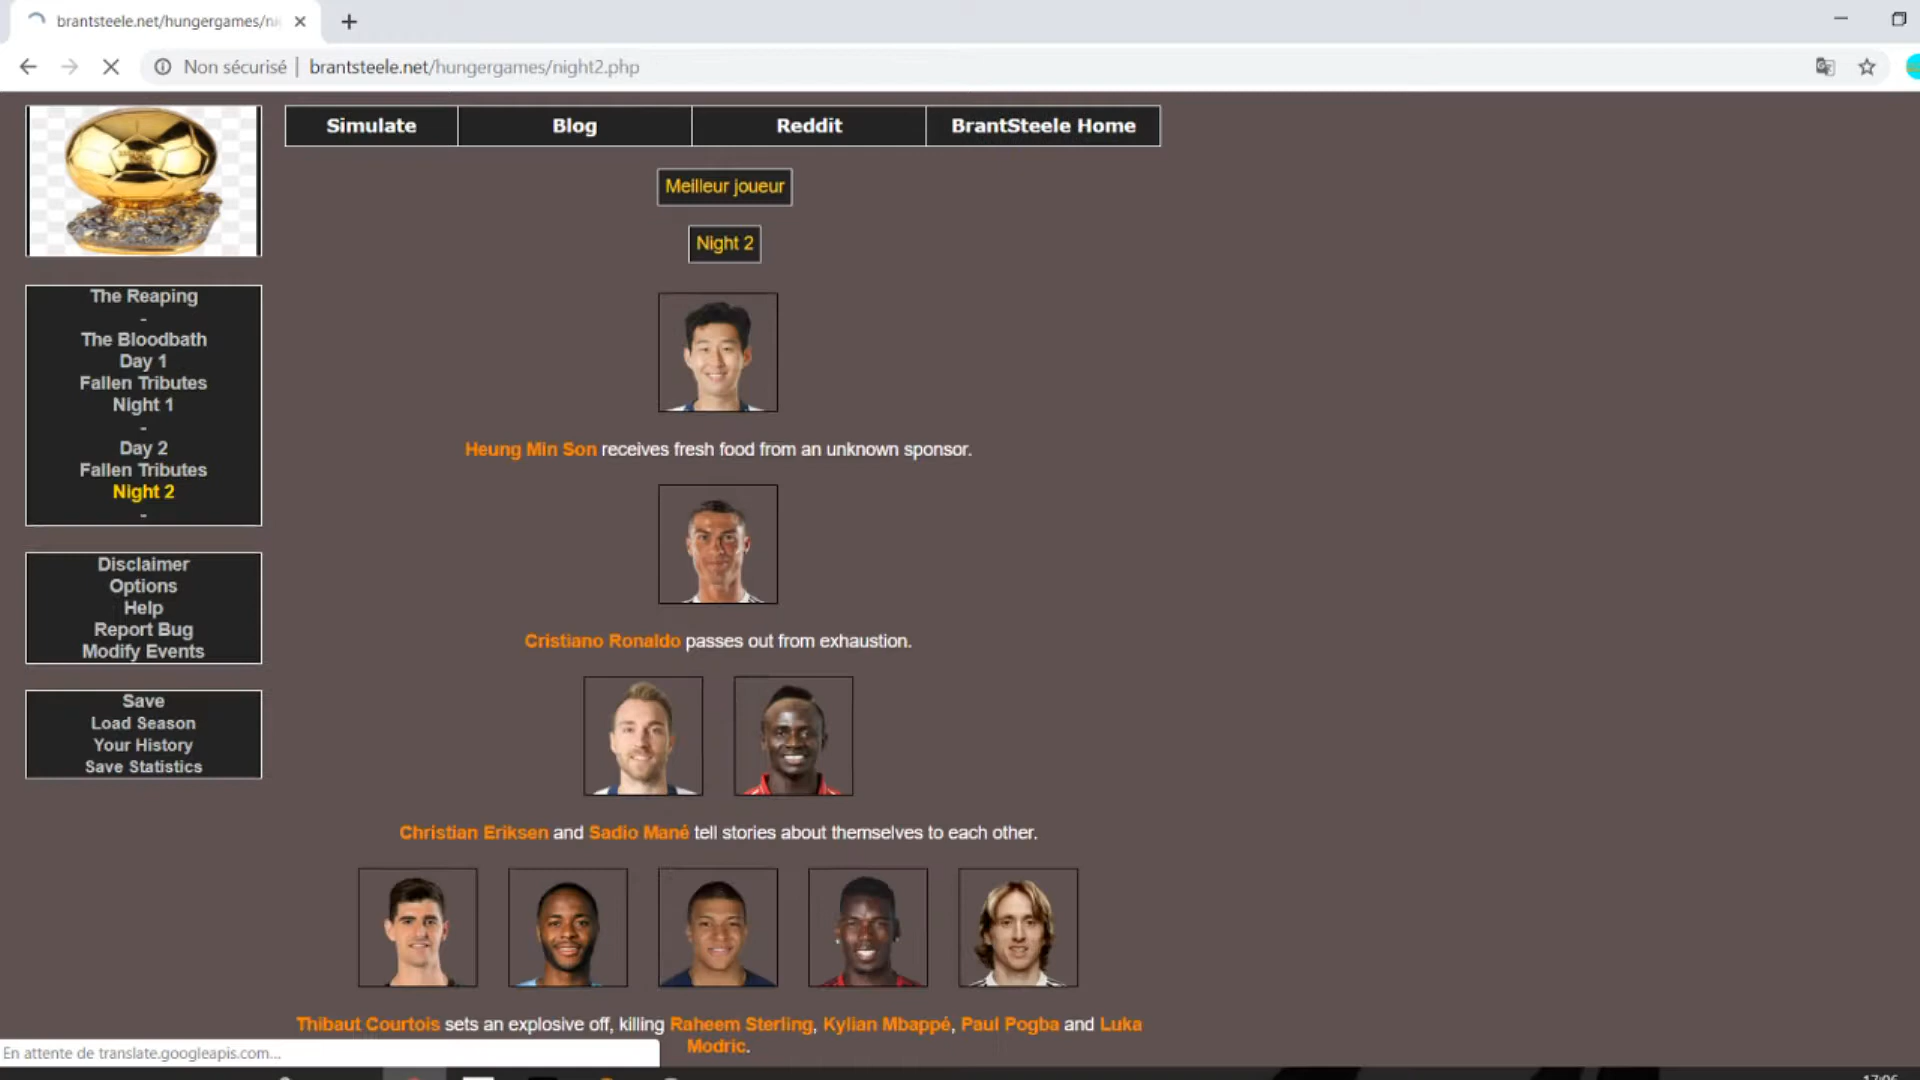 brantsteele.net/hungergames/ni
Non sécurisé | brantsteele.net/hungergames/night2.php
Simulate Blog Reddit BrantSteele Home
Meilleur joueur
Night 2
The Reaping
-
The Bloodbath
Day 1
Fallen Tributes
Night 1
-
Day 2
Fallen Tributes
Night 2
-
Disclaimer
Options
Help
Report Bug
Modify Events
Save
Load Season
Your History
Save Statistics
Heung Min Son receives fresh food from an unknown sponsor.
Cristiano Ronaldo passes out from exhaustion.
Christian Eriksen and Sadio Mané tell stories about themselves to each other.
Thibaut Courtois sets an explosive off, killing Raheem Sterling, Kylian Mbappé, Paul Pogba and Luka
Modric.
En attente de translate.googleapis.com...